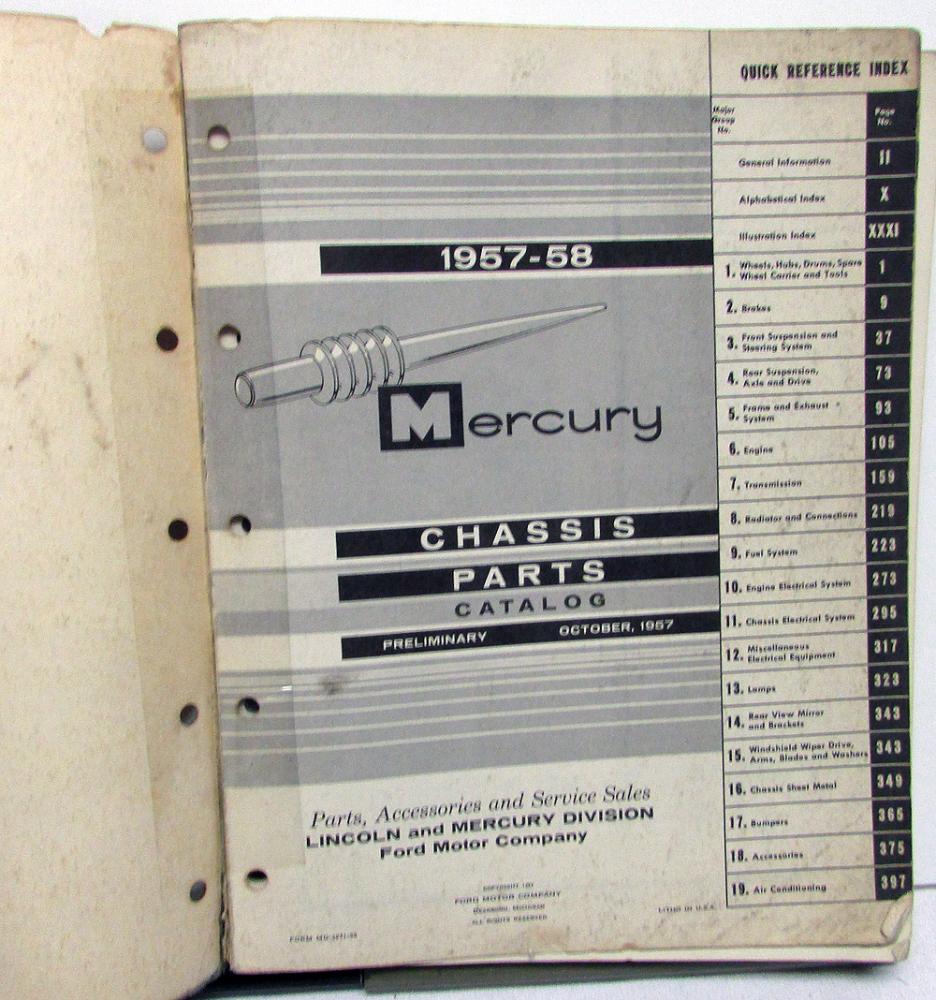 1957-58
Mercury
CHASSIS
PARTS
CATALOG
PRELIMINARY OCTOBER, 1957
Parts, Accessories and Service Sales
LINCOLN and MERCURY DIVISION
Ford Motor Company
FORD MOTOR COMPANY
DEARBORN, MICHIGAN
ALL RIGHTS RESERVED
LITHO IN U.S.A.
QUICK REFERENCE INDEX
Major Page
Group No.
No.
General Information II
Alphabetical Index X
Illustration Index XXXI
1. Wheels, Hubs, Drums, Spare 1
Wheel Carrier and Tools
2. Brakes 9
3. Front Suspension and 37
Steering System
4. Rear Suspension, 73
Axle and Drive
5. Frame and Exhaust 93
System
6. Engine 105
7. Transmission 159
8. Radiator and Connections 219
9. Fuel System 223
10. Engine Electrical System 273
11. Chassis Electrical System 295
12. Miscellaneous 317
Electrical Equipment
13. Lamps 323
14. Rear View Mirror 343
and Brackets
15. Windshield Wiper Drive, 343
Arms, Blades and Washers
16. Chassis Sheet Metal 349
17. Bumpers 365
18. Accessories 375
19. Air Conditioning 397